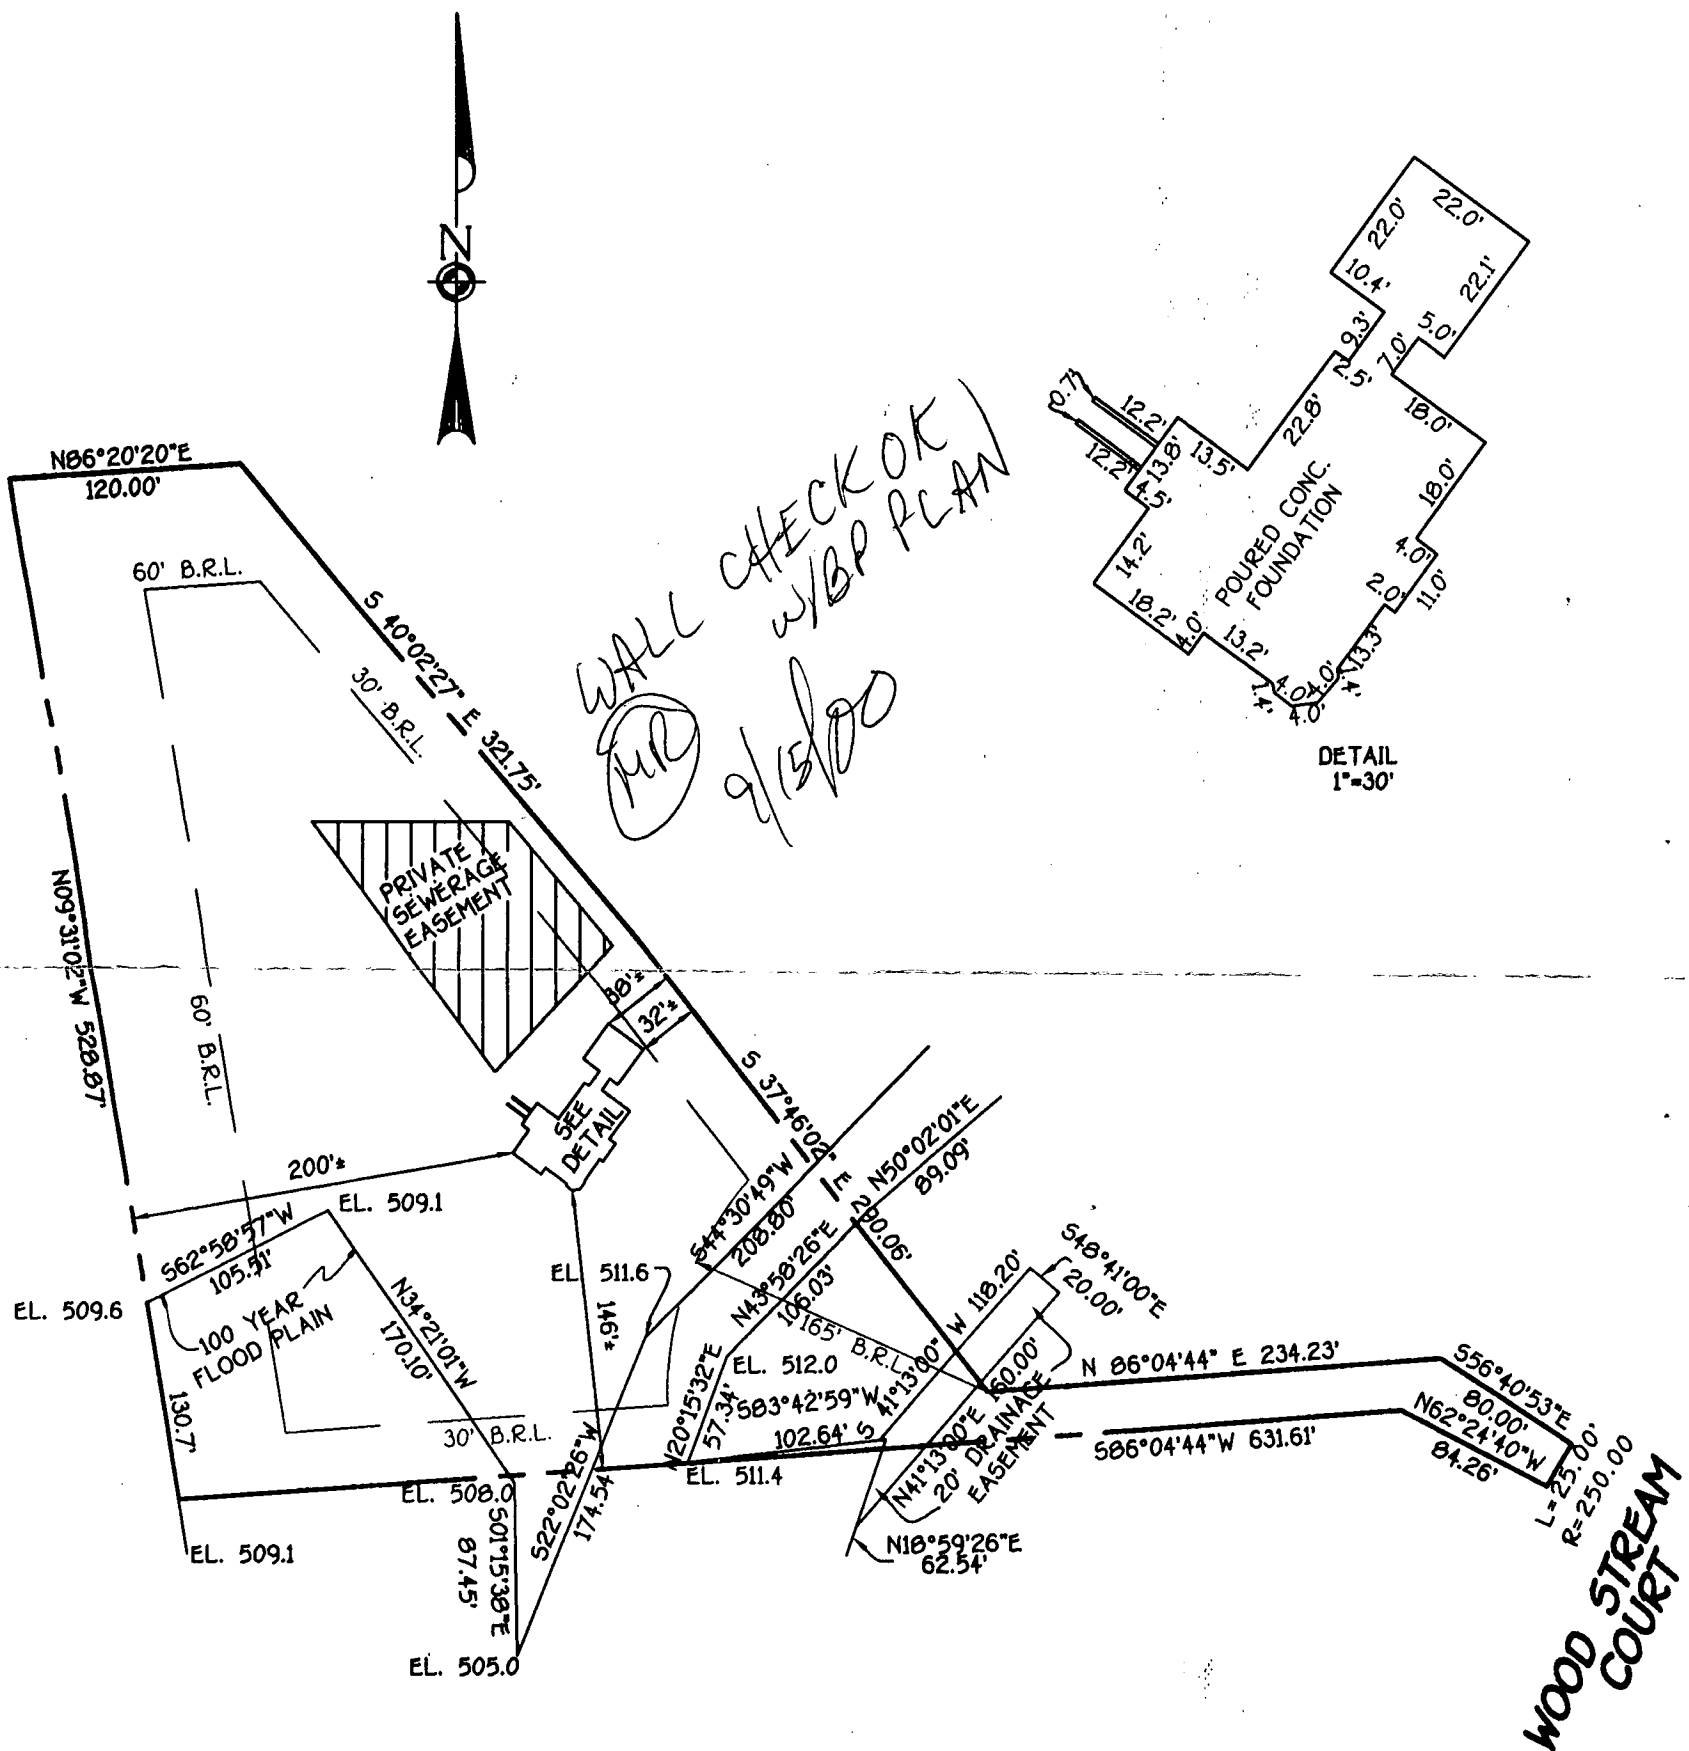 N
N86°20'20"E
120.00'
60' B.R.L.
S 40°02'27" E 321.75'
30' B.R.L.
WALL CHECK OK
W/BP PLAN
MR
9/15/00
22.0'
22.0'
10.4'
22.1'
9.3'
5.0'
7.0'
2.5'
0.7'
12.2'
12.2'
13.8'
13.5'
22.8'
18.0'
4.5'
18.0'
14.2'
POURED CONC.
FOUNDATION
4.0'
2.0'
11.0'
18.2'
4.0'
13.2'
13.3'
1.4'
4.0'
4.0'
4.0'
1.4'
DETAIL
1"=30'
PRIVATE
SEWERAGE
EASEMENT
N09°31'02"W 528.87'
60' B.R.L.
38'±
32'±
SEE
DETAIL
200'±
S 37°46'02" E 290.06'
N50°02'01"E
89.09'
EL. 509.1
S62°58'57"W
105.51'
EL. 509.6
100 YEAR
FLOOD PLAIN
N34°21'01"W
170.10'
EL. 511.6
146'±
S44°30'49"W
208.80'
N43°58'26"E
106.03'
165' B.R.L.
S48°41'00"E
20.00'
S 41°13'00" W 118.20'
N20°15'32"E
57.34'
EL. 512.0
S83°42'59"W
102.64'
N41°13'00"E 160.00'
20' DRAINAGE
EASEMENT
N 86°04'44" E 234.23'
S56°40'53"E
80.00'
N62°24'40"W
84.26'
S86°04'44"W 631.61'
L=25.00'
R=250.00
WOOD STREAM
COURT
130.7'
30' B.R.L.
EL. 508.0
EL. 511.4
EL. 509.1
S01°15'38"E
87.45'
S22°02'26"W
174.54
N18°59'26"E
62.54'
EL. 505.0